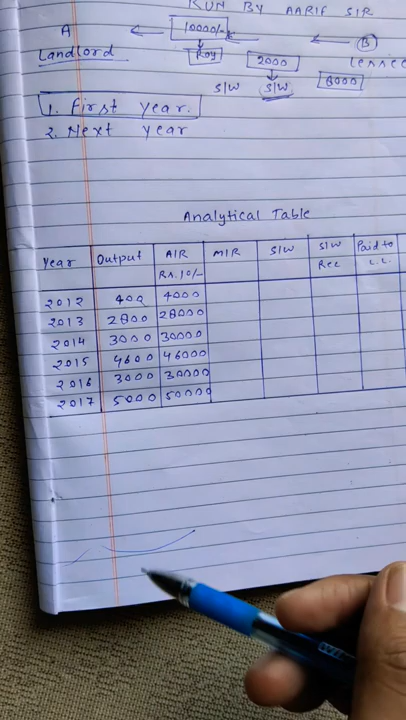 RUN BY AARIF SIR
A 10000/- B
Landlord Roy 2000 lessee
S/W S/W 8000
1. First year.
2. Next year
Analytical Table
Year Output AIR MIR S/W S/W Paid to
Rs. 10/- Rec L.L.
2012 400 4000
2013 2800 28000
2014 3000 30000
2015 4600 46000
2016 3000 30000
2017 5000 50000